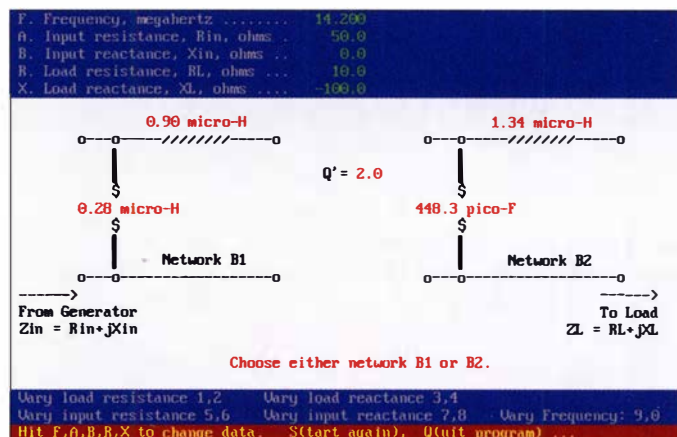 F. Frequency, megahertz ........ 14.200
A. Input resistance, Rin, ohms . 50.0
B. Input reactance, Xin, ohms .. 0.0
R. Load resistance, RL, ohms ... 10.0
X. Load reactance, XL, ohms .... -100.0
0.90 micro-H 1.34 micro-H
o---o------////////------o o---o------////////------o
Q'= 2.0
$ $
0.28 micro-H 448.3 pico-F
$ $
Network B1 Network B2
o---o--------------------o o---o--------------------o
------> ------>
From Generator To Load
Zin = Rin+jXin ZL = RL+jXL
Choose either network B1 or B2.
Vary load resistance 1,2 Vary load reactance 3,4
Vary input resistance 5,6 Vary input reactance 7,8 Vary Frequency: 9,0
Hit F,A,B,R,X to change data. S(tart again), Q(uit program) ...